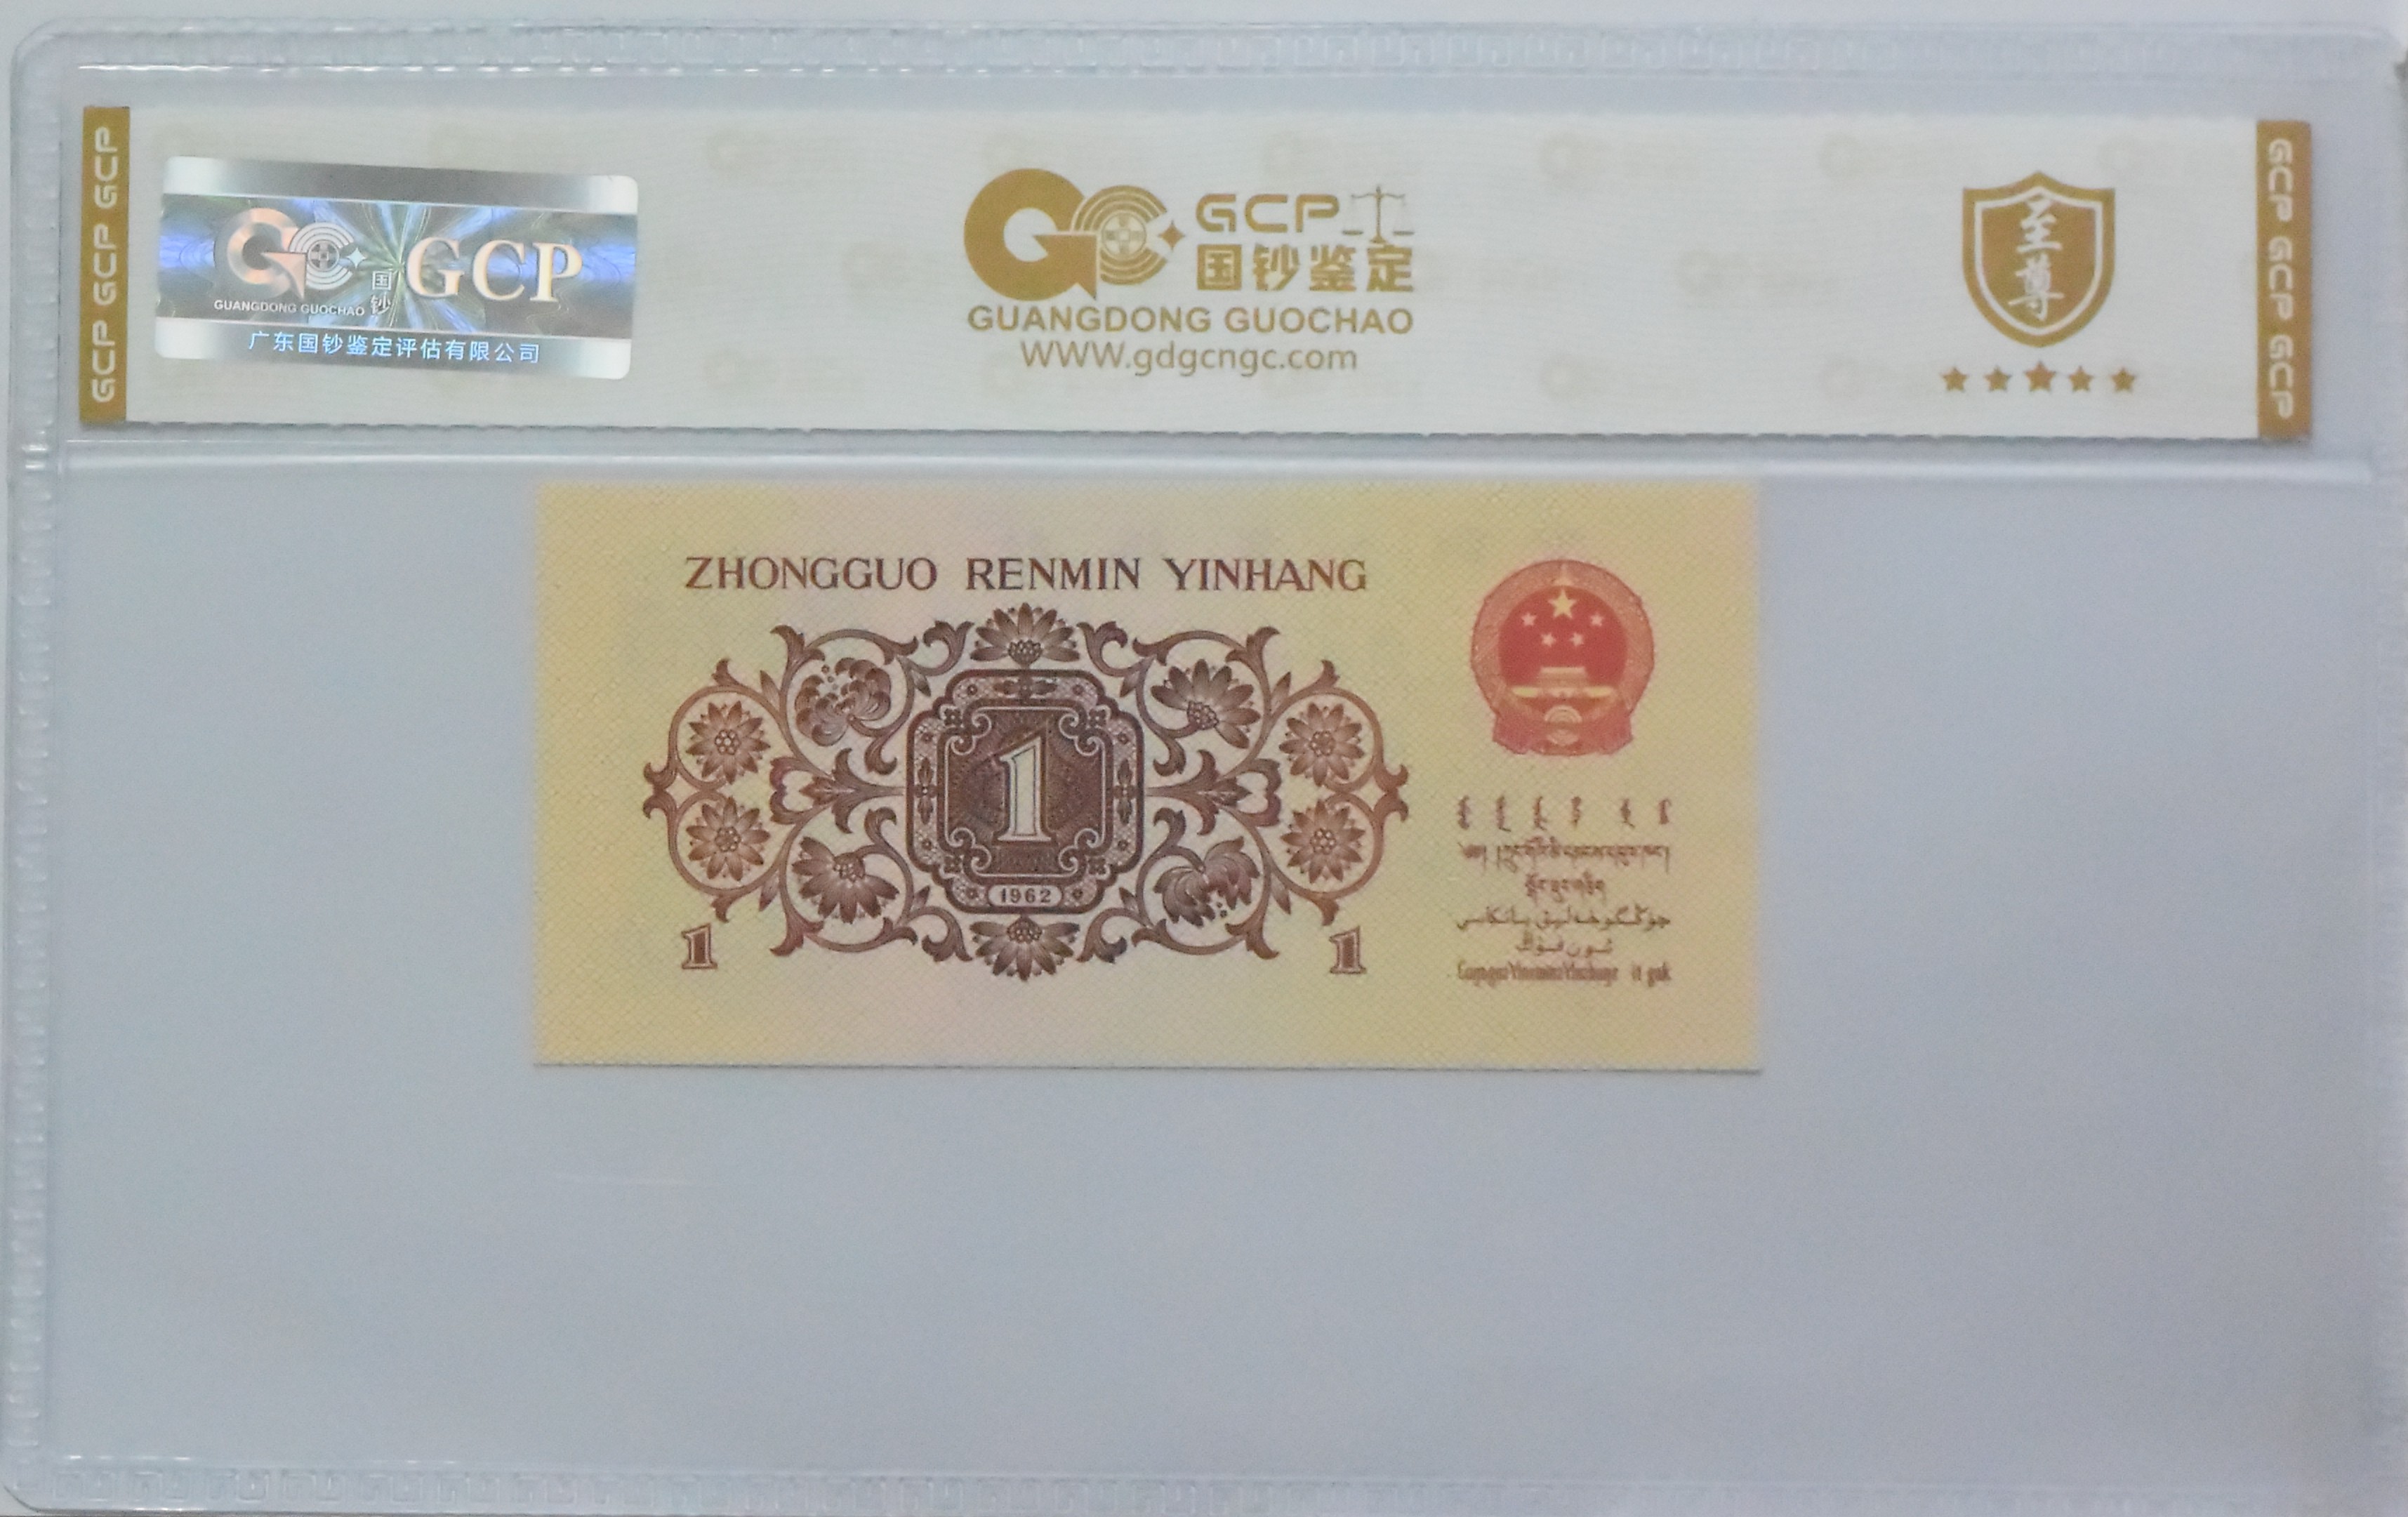 GCP GCP GCP
GCP
国钞
GUANGDONG GUOCHAO
广东国钞鉴定评估有限公司
GCP
国钞鉴定
GUANGDONG GUOCHAO
WWW.gdgcngc.com
至尊
GCP GCP GCP
ZHONGGUO RENMIN YINHANG
1
1962
1 1